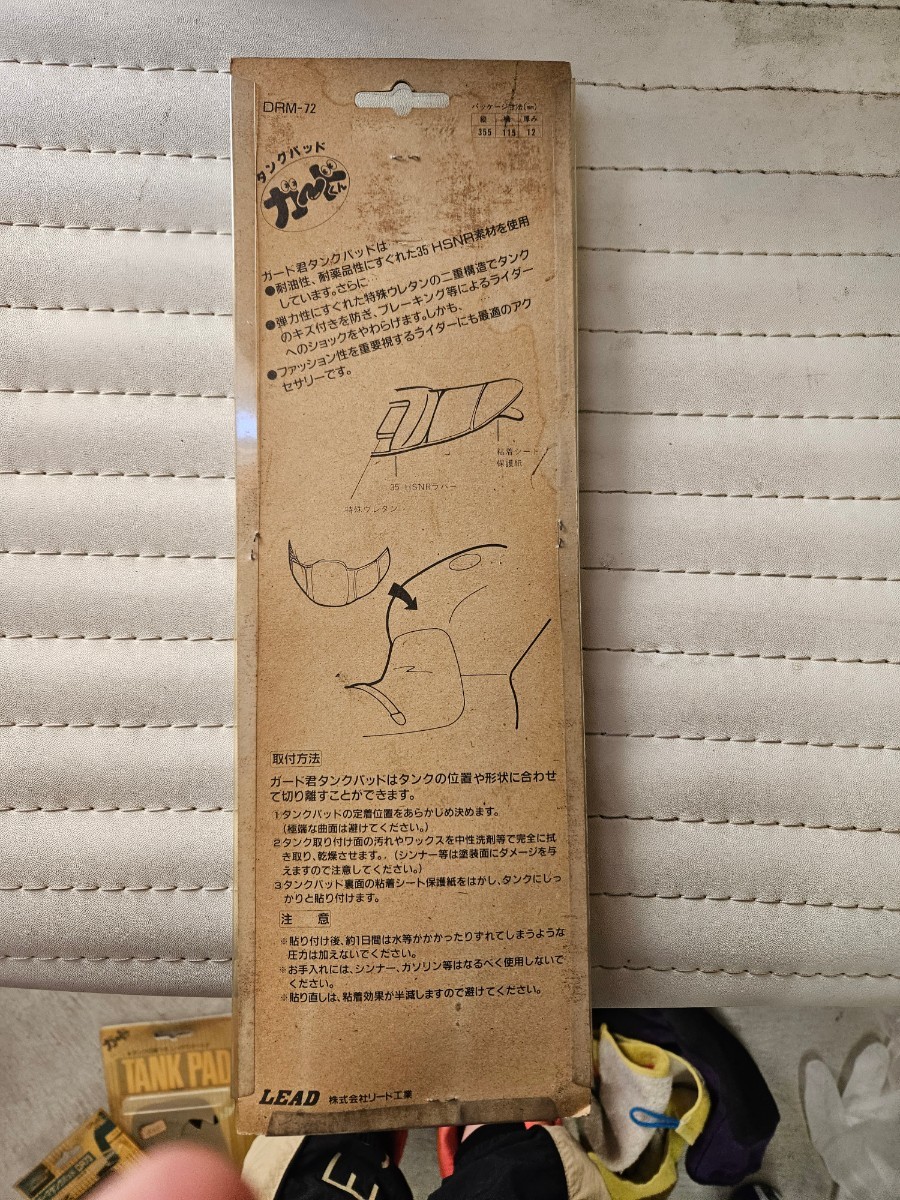 DRM-72
パッケージ寸法(㎜)
縦 横 厚み
355 115 12
タンクパッド
ガードくん
ガード君タンクパッドは
●耐油性、耐薬品性にすぐれた35 HSNR素材を使用
しています。さらに
●弾力性にすぐれた特殊ウレタンの二重構造でタンク
のキズ付きを防ぎ、ブレーキング等によるライダー
へのショックをやわらげます。しかも、
●ファッション性を重要視するライダーにも最適のアク
セサリーです。
粘着シート
保護紙
35 HSNRラバー
特殊ウレタン
取付方法
ガード君タンクパッドはタンクの位置や形状に合わせ
て切り離すことができます。
1タンクパッドの定着位置をあらかじめ決めます。
(極端な曲面は避けてください。)
2タンク取り付け面の汚れやワックスを中性洗剤等で完全に拭
き取り、乾燥させます。.(シンナー等は塗装面にダメージを与
えますので注意してください。)
3タンクパッド裏面の粘着シート保護紙をはがし、タンクにじっ
かりと貼り付けます。
注 意
※貼り付け後、約1日間は水等かかかったりずれてしまうような
圧力は加えないでください。
※お手入れには、シンナー、ガソリン等はなるべく使用しないで
ください。
※貼り直しは、粘着効果が半減しますので避けてください。
LEAD 株式会社リード工業
TANK PAD